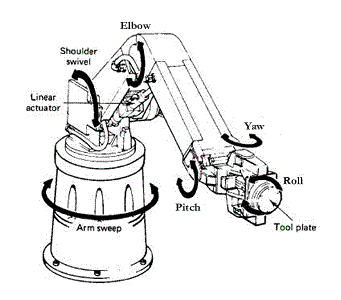 Elbow
Shoulder
swivel
Linear
actuator
Yaw
Roll
Pitch
Tool plate
Arm sweep